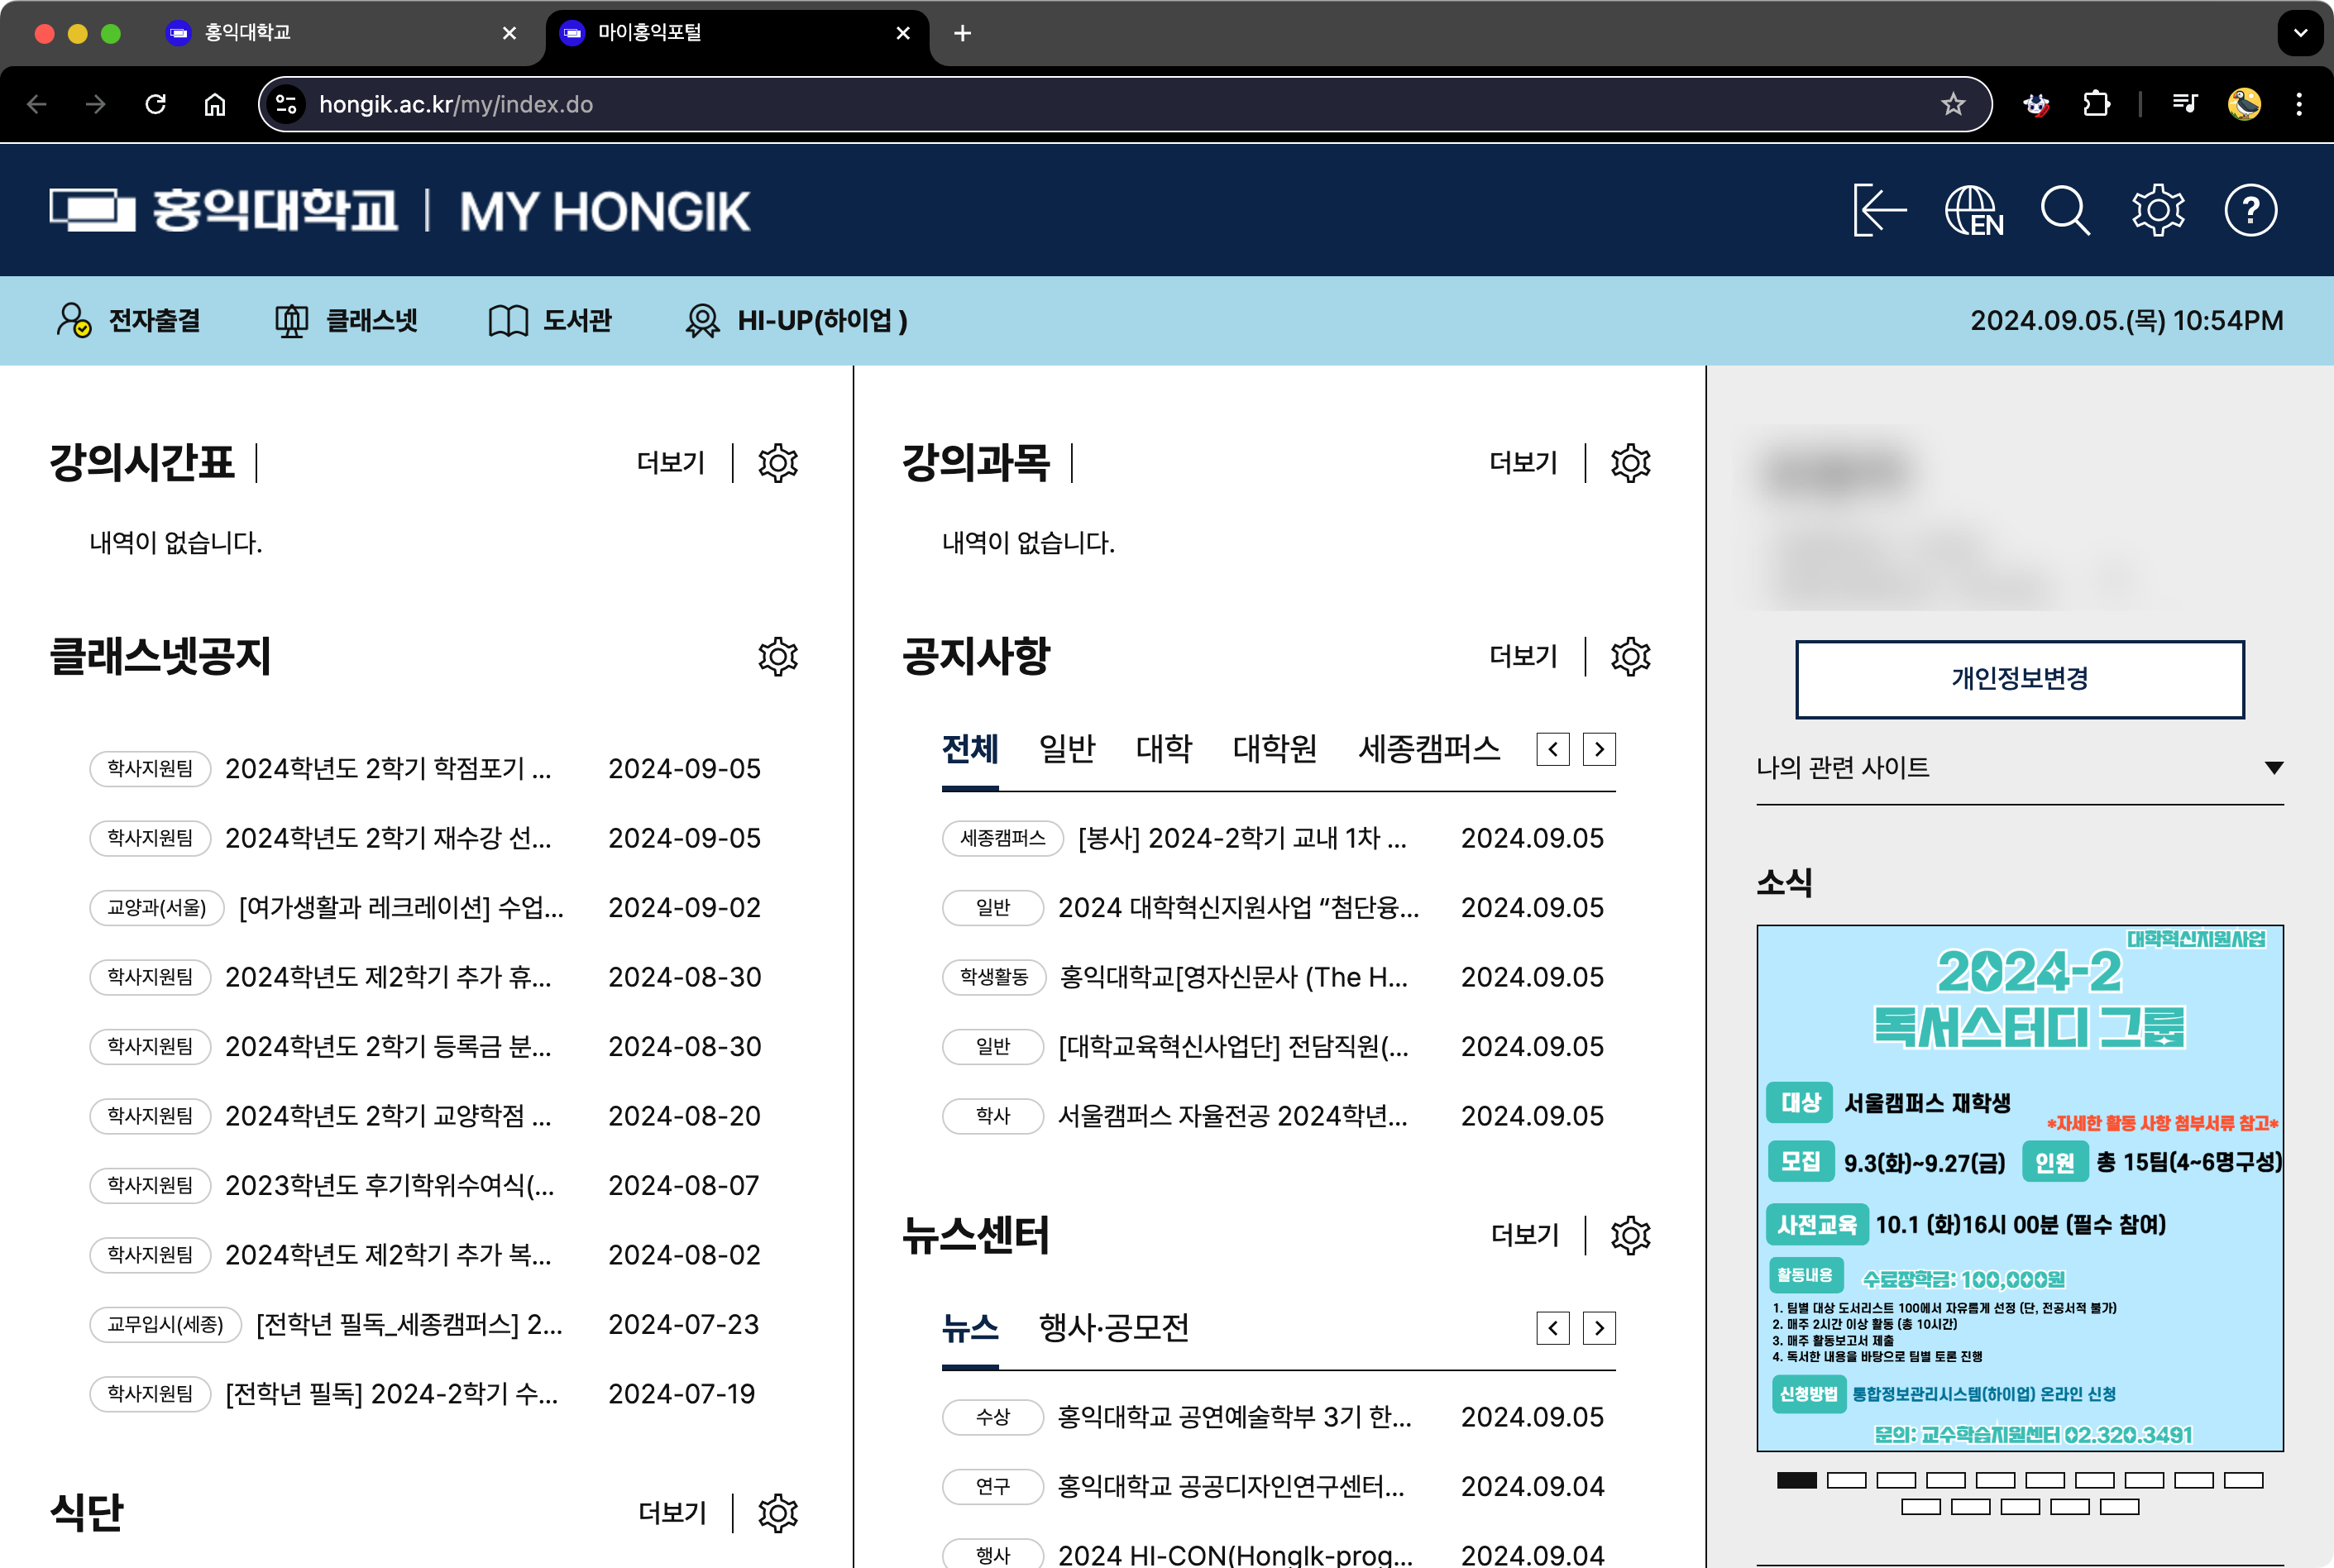 홍익대학교
마이홍익포털
hongik.ac.kr/my/index.do
홍익대학교 | MY HONGIK
EN
?
전자출결
클래스넷
도서관
HI-UP(하이업 )
2024.09.05.(목) 10:54PM
강의시간표
더보기
내역이 없습니다.
클래스넷공지
학사지원팀 2024학년도 2학기 학점포기 ... 2024-09-05
학사지원팀 2024학년도 2학기 재수강 선... 2024-09-05
교양과(서울) [여가생활과 레크레이션] 수업... 2024-09-02
학사지원팀 2024학년도 제2학기 추가 휴... 2024-08-30
학사지원팀 2024학년도 2학기 등록금 분... 2024-08-30
학사지원팀 2024학년도 2학기 교양학점 ... 2024-08-20
학사지원팀 2023학년도 후기학위수여식(... 2024-08-07
학사지원팀 2024학년도 제2학기 추가 복... 2024-08-02
교무입시(세종) [전학년 필독_세종캠퍼스] 2... 2024-07-23
학사지원팀 [전학년 필독] 2024-2학기 수... 2024-07-19
식단
더보기
강의과목
더보기
내역이 없습니다.
공지사항
더보기
전체 일반 대학 대학원 세종캠퍼스
세종캠퍼스 [봉사] 2024-2학기 교내 1차 ... 2024.09.05
일반 2024 대학혁신지원사업 “첨단융... 2024.09.05
학생활동 홍익대학교[영자신문사 (The H... 2024.09.05
일반 [대학교육혁신사업단] 전담직원(... 2024.09.05
학사 서울캠퍼스 자율전공 2024학년... 2024.09.05
뉴스센터
더보기
뉴스 행사·공모전
수상 홍익대학교 공연예술학부 3기 한... 2024.09.05
연구 홍익대학교 공공디자인연구센터... 2024.09.04
행사 2024 HI-CON(HongIk-prog... 2024.09.04
개인정보변경
나의 관련 사이트
소식
대학혁신지원사업
2024-2
독서스터디 그룹
대상 서울캠퍼스 재학생
*자세한 활동 사항 첨부서류 참고*
모집 9.3(화)~9.27(금) 인원 총 15팀(4~6명구성)
사전교육 10.1 (화)16시 00분 (필수 참여)
활동내용 수료장학금: 100,000원
1. 팀별 대상 도서리스트 100에서 자유롭게 선정 (단, 전공서적 불가)
2. 매주 2시간 이상 활동 (총 10시간)
3. 매주 활동보고서 제출
4. 독서한 내용을 바탕으로 팀별 토론 진행
신청방법 통합정보관리시스템(하이업) 온라인 신청
문의: 교수학습지원센터 02.320.3491